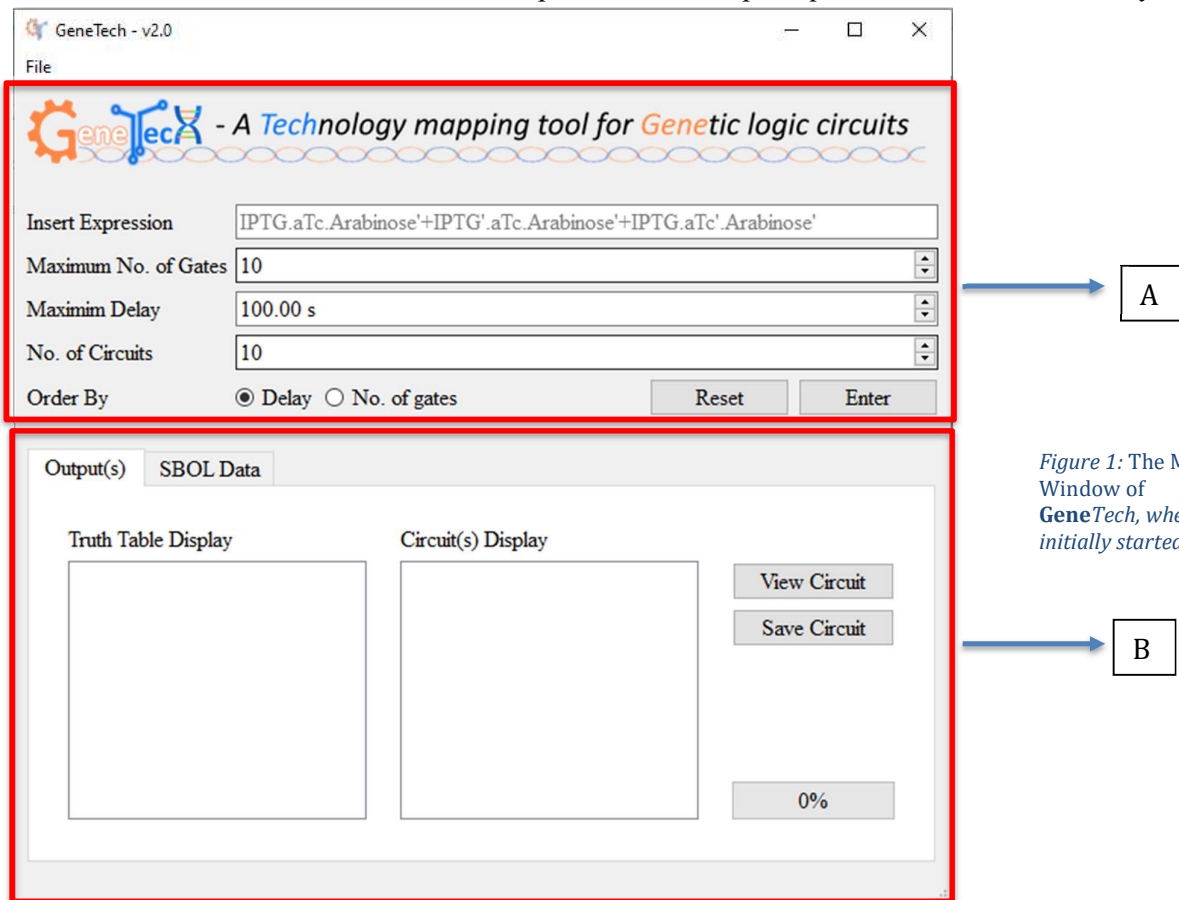 GeneTech - v2.0
File
GeneTech - A Technology mapping tool for Genetic logic circuits
Insert Expression IPTG.aTc.Arabinose'+IPTG'.aTc.Arabinose'+IPTG.aTc'.Arabinose'
Maximum No. of Gates 10
Maximim Delay 100.00 s
No. of Circuits 10
Order By Delay No. of gates Reset Enter
A
Output(s) SBOL Data
Truth Table Display Circuit(s) Display
View Circuit
Save Circuit
0%
Figure 1: The
Window of
GeneTech,
initially started
B